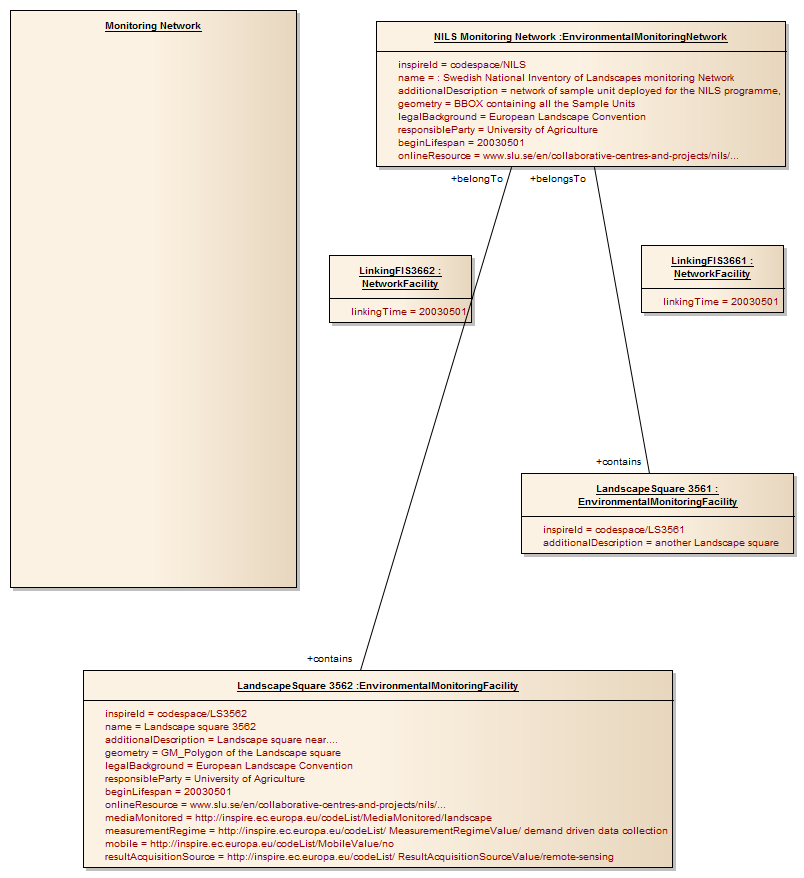 Monitoring Network
NILS Monitoring Network :EnvironmentalMonitoringNetwork
inspireId = codespace/NILS
name = : Swedish National Inventory of Landscapes monitoring Network
additionalDescription = network of sample unit deployed for the NILS programme,
geometry = BBOX containing all the Sample Units
legalBackground = European Landscape Convention
responsibleParty = University of Agriculture
beginLifespan = 20030501
onlineResource = www.slu.se/en/collaborative-centres-and-projects/nils/...
+belongTo
+belongsTo
LinkingFIS3662 :
NetworkFacility
linkingTime = 20030501
LinkingFIS3661 :
NetworkFacility
linkingTime = 20030501
+contains
LandscapeSquare 3561 :
EnvironmentalMonitoringFacility
inspireId = codespace/LS3561
additionalDescription = another Landscape square
+contains
LandscapeSquare 3562 :EnvironmentalMonitoringFacility
inspireId = codespace/LS3562
name = Landscape square 3562
additionalDescription = Landscape square near....
geometry = GM_Polygon of the Landscape square
legalBackground = European Landscape Convention
responsibleParty = University of Agriculture
beginLifespan = 20030501
onlineResource = www.slu.se/en/collaborative-centres-and-projects/nils/...
mediaMonitored = http://inspire.ec.europa.eu/codeList/MediaMonitored/landscape
measurementRegime = http://inspire.ec.europa.eu/codeList/ MeasurementRegimeValue/ demand driven data collection
mobile = http://inspire.ec.europa.eu/codeList/MobileValue/no
resultAcquisitionSource = http://inspire.ec.europa.eu/codeList/ ResultAcquisitionSourceValue/remote-sensing